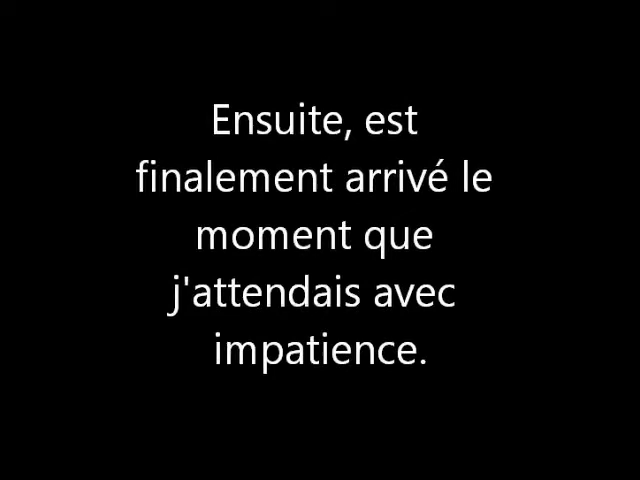 Ensuite, est
finalement arrivé le
moment que
j'attendais avec
impatience.